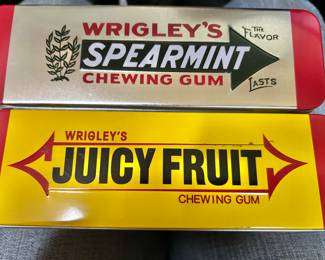 WRIGLEY'S
SPEARMINT
CHEWING GUM
THE
FLAVOR
LASTS
WRIGLEY'S
JUICY FRUIT
CHEWING GUM